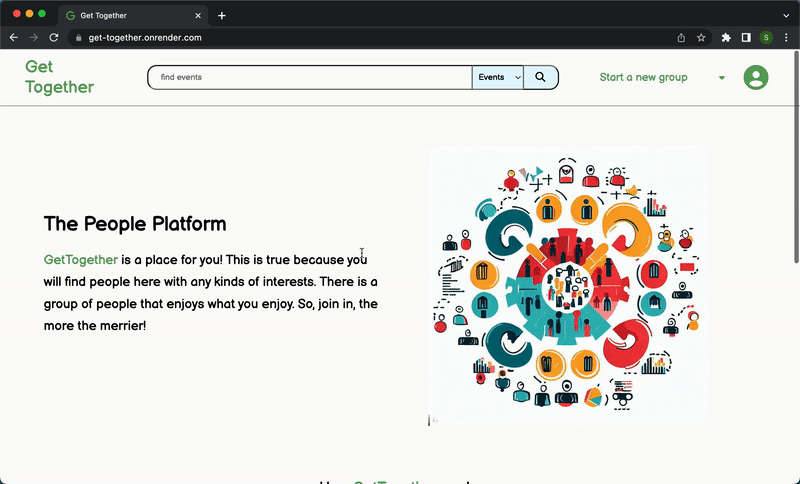 Get Together
get-together.onrender.com
S
Get
Together
find events
Events
Start a new group
The People Platform
GetTogether is a place for you! This is true because you
will find people here with any kinds of interests. There is a
group of people that enjoys what you enjoy. So, join in, the
more the merrier!